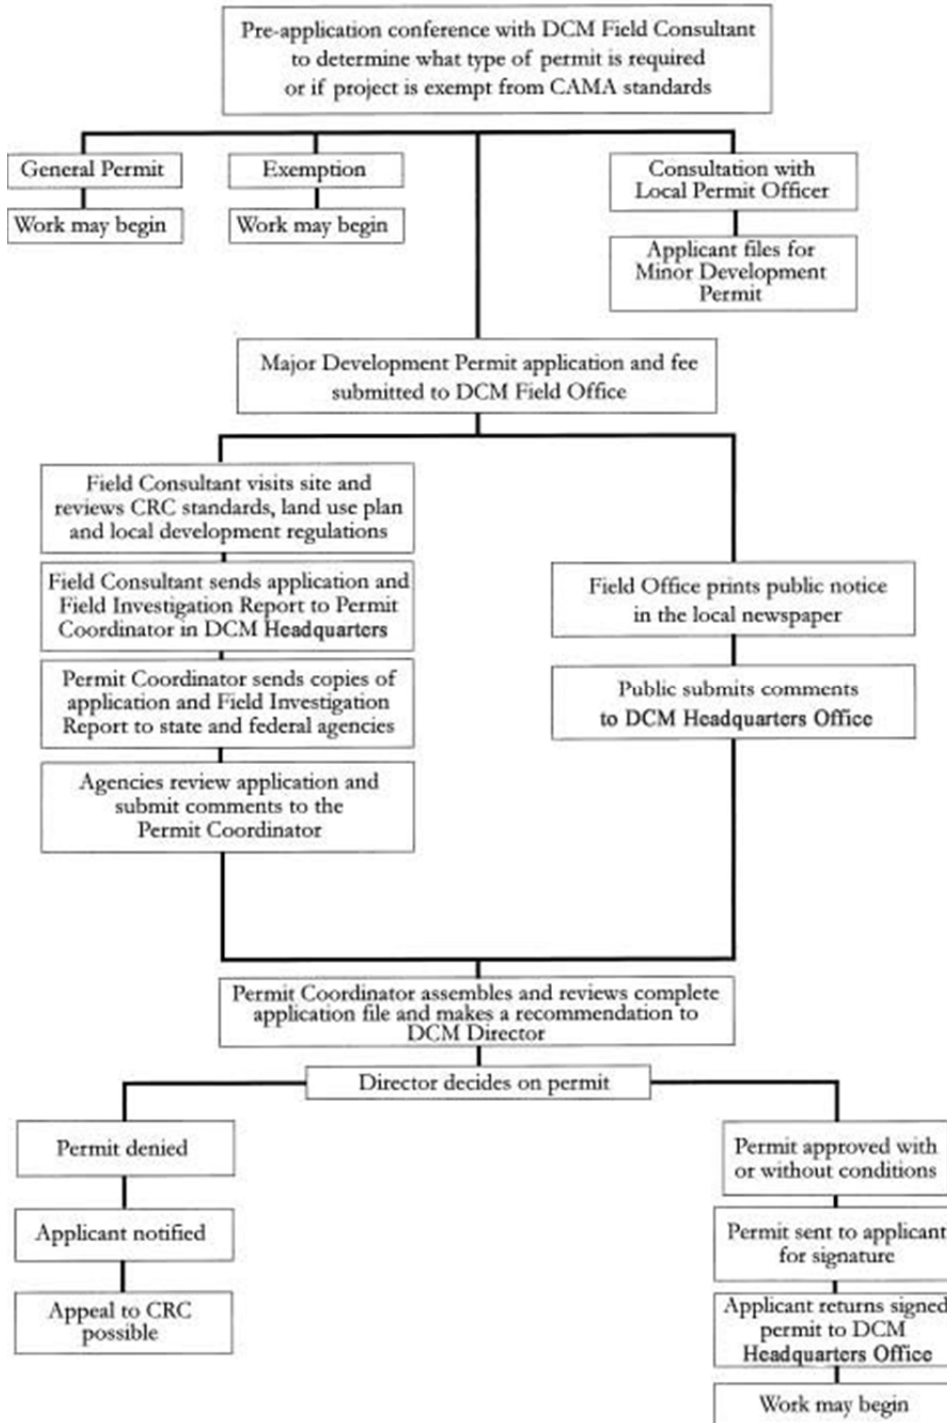 Pre-application conference with DCM Field Consultant
to determine what type of permit is required
or if project is exempt from CAMA standards
General Permit
Work may begin
Exemption
Work may begin
Consultation with
Local Permit Officer
Applicant files for
Minor Development
Permit
Major Development Permit application and fee
submitted to DCM Field Office
Field Consultant visits site and
reviews CRC standards, land use plan
and local development regulations
Field Consultant sends application and
Field Investigation Report to Permit
Coordinator in DCM Headquarters
Permit Coordinator sends copies of
application and Field Investigation
Report to state and federal agencies
Agencies review application and
submit comments to the
Permit Coordinator
Field Office prints public notice
in the local newspaper
Public submits comments
to DCM Headquarters Office
Permit Coordinator assembles and reviews complete
application file and makes a recommendation to
DCM Director
Director decides on permit
Permit denied
Applicant notified
Appeal to CRC
possible
Permit approved with
or without conditions
Permit sent to applicant
for signature
Applicant returns signed
permit to DCM
Headquarters Office
Work may begin